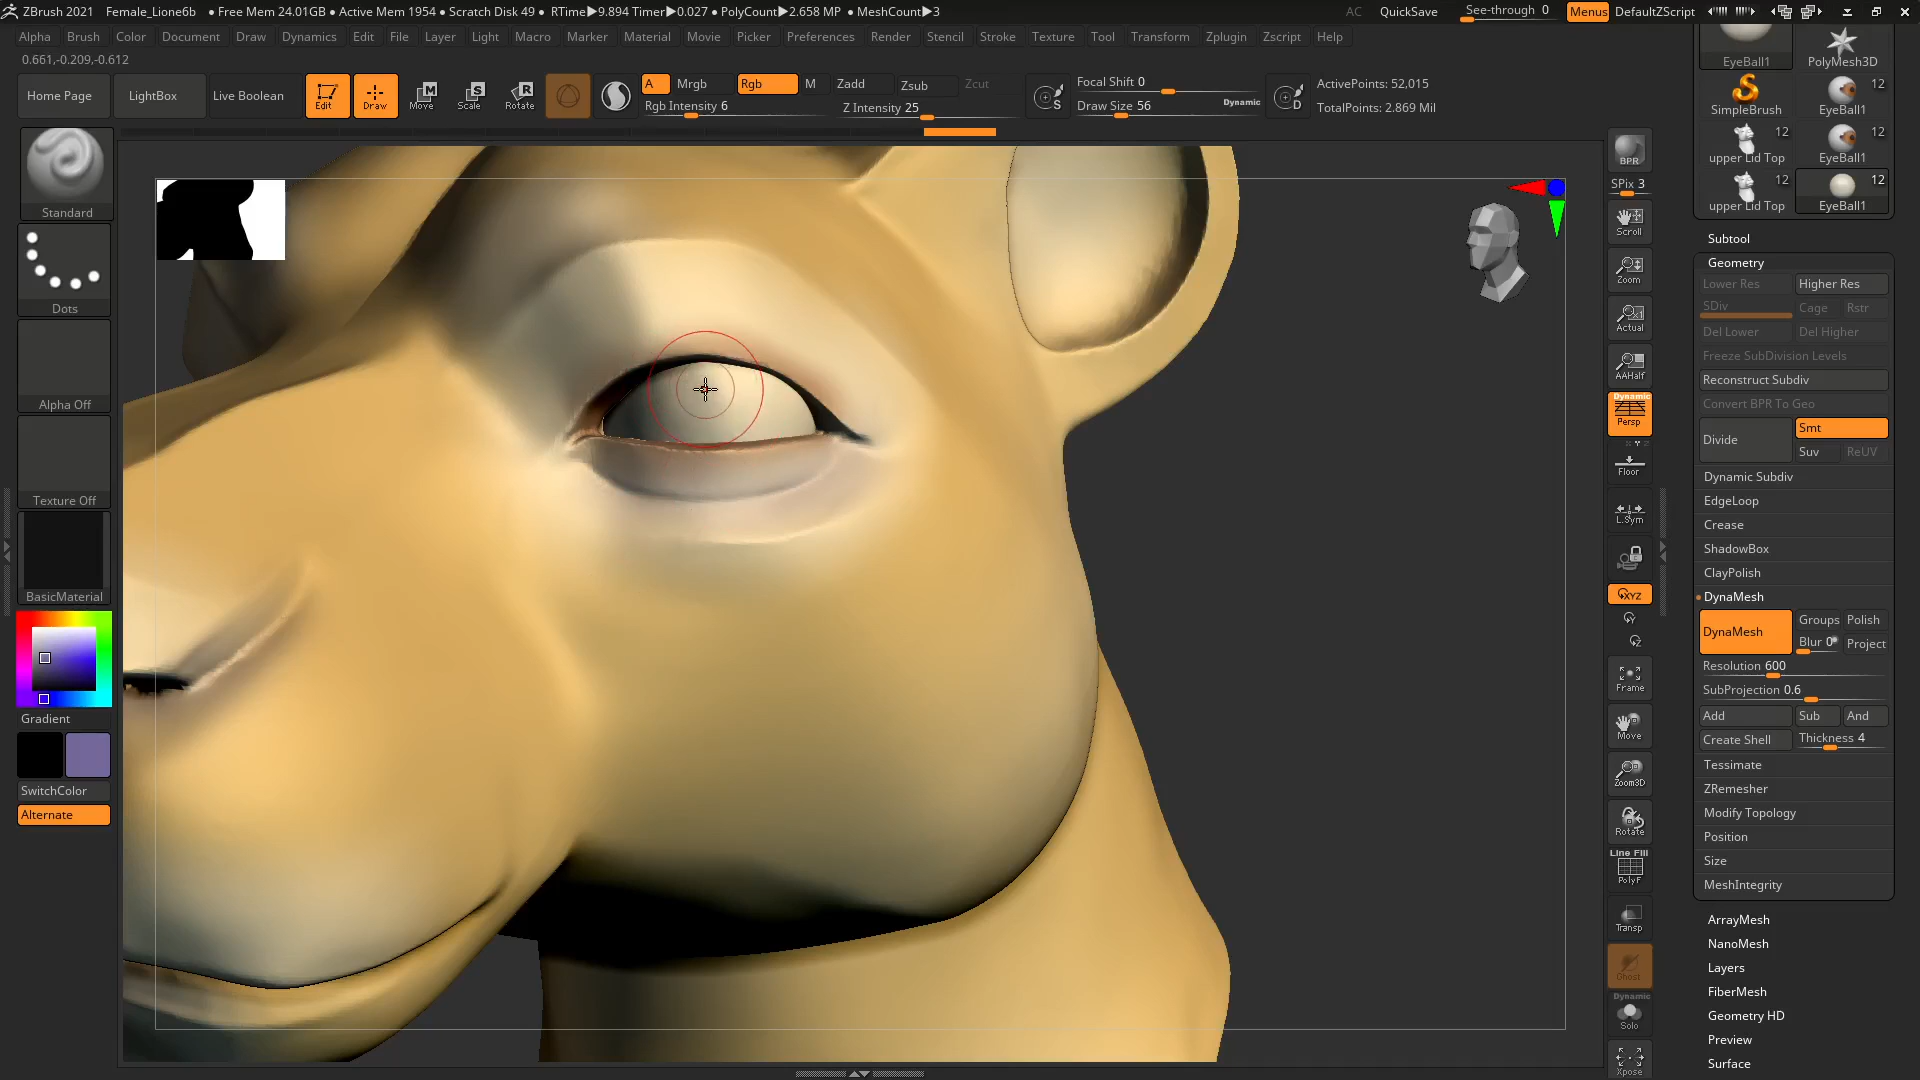 ZBrush 2021 Female_Lione6b • Free Mem 24.01GB • Active Mem 1954 • Scratch Disk 49 • RTime▶9.894 Timer▶0.027 • PolyCount▶2.658 MP • MeshCount▶3 AC QuickSave See-through 0 Menus DefaultZScript
Alpha Brush Color Document Draw Dynamics Edit File Layer Light Macro Marker Material Movie Picker Preferences Render Stencil Stroke Texture Tool Transform Zplugin Zscript Help
0.661,-0.209,-0.612
Home Page LightBox Live Boolean Edit Draw Move Scale Rotate
M S R
A Mrgb Rgb M Zadd Zsub Zcut
Rgb Intensity 6 Z Intensity 25
S Focal Shift 0
Draw Size 56 Dynamic
D ActivePoints: 52,015
TotalPoints: 2.869 Mil
Standard
Dots
Alpha Off
Texture Off
BasicMaterial
Gradient
SwitchColor
Alternate
BPR
SPix 3
Scroll
Zoom
Actual
AAHalf
Dynamic
Persp
Floor
L.Sym
XYZ
Frame
Move
Zoom3D
Rotate
Line Fill
PolyF
Transp
Ghost
Dynamic
Solo
Xpose
EyeBall1 PolyMesh3D
12
SimpleBrush EyeBall1
12 12
upper Lid Top EyeBall1
12 12
upper Lid Top EyeBall1
Subtool
Geometry
Lower Res Higher Res
SDiv Cage Rstr
Del Lower Del Higher
Freeze SubDivision Levels
Reconstruct Subdiv
Convert BPR To Geo
Divide Smt
Suv ReUV
Dynamic Subdiv
EdgeLoop
Crease
ShadowBox
ClayPolish
DynaMesh
DynaMesh Groups Polish
Blur 0 Project
Resolution 600
SubProjection 0.6
Add Sub And
Create Shell Thickness 4
Tessimate
ZRemesher
Modify Topology
Position
Size
MeshIntegrity
ArrayMesh
NanoMesh
Layers
FiberMesh
Geometry HD
Preview
Surface